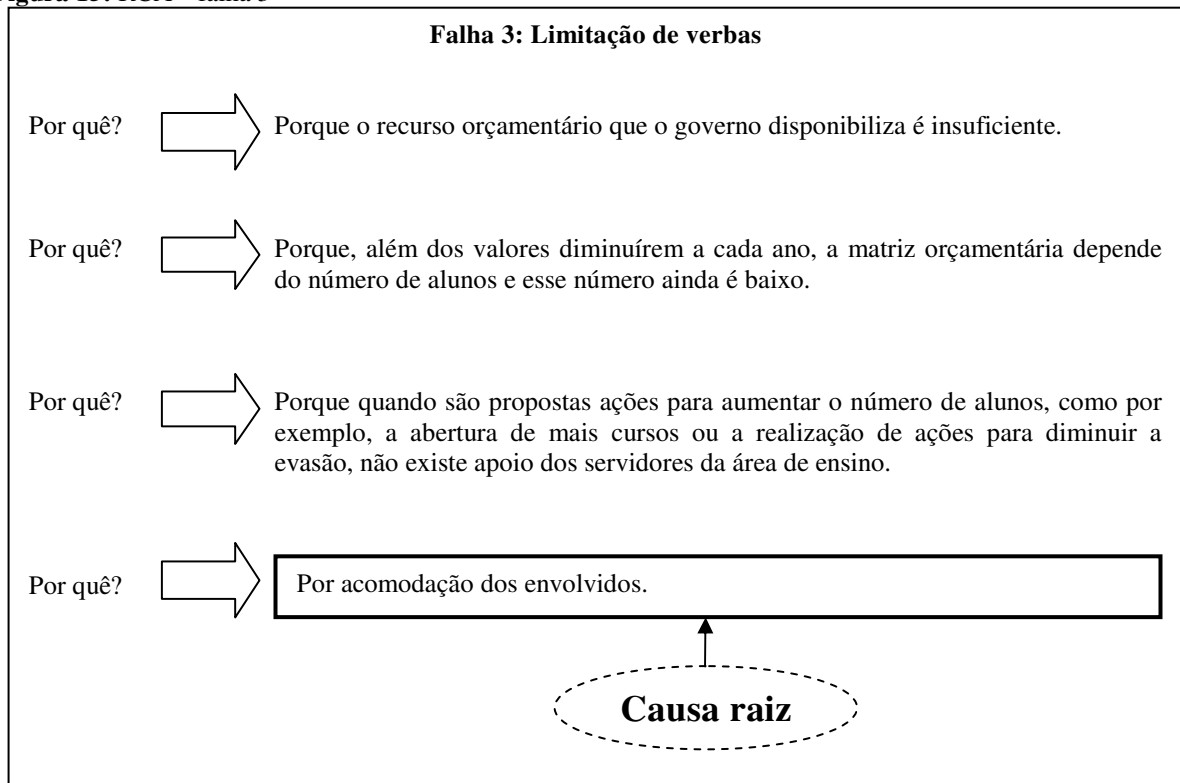 Falha 3: Limitação de verbas
Por quê?
Porque o recurso orçamentário que o governo disponibiliza é insuficiente.
Por quê?
Porque, além dos valores diminuírem a cada ano, a matriz orçamentária depende
do número de alunos e esse número ainda é baixo.
Por quê?
Porque quando são propostas ações para aumentar o número de alunos, como por
exemplo, a abertura de mais cursos ou a realização de ações para diminuir a
evasão, não existe apoio dos servidores da área de ensino.
Por quê?
Por acomodação dos envolvidos.
Causa raiz